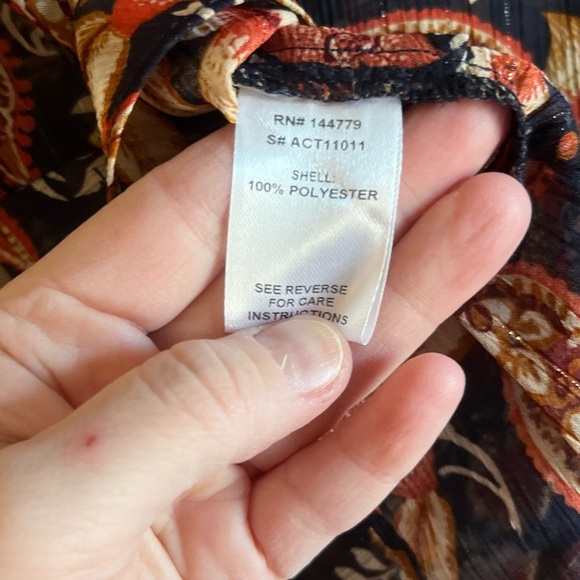 RN# 144779
S# ACT11011
SHELL:
100% POLYESTER
SEE REVERSE
FOR CARE
INSTRUCTIONS